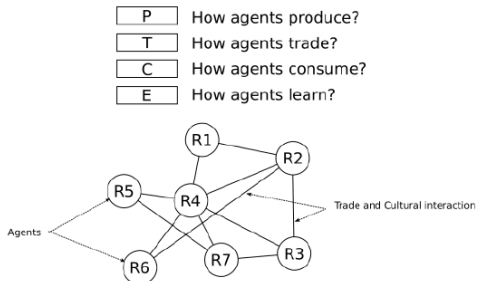 P How agents produce?
T How agents trade?
C How agents consume?
E How agents learn?
R1
R2
R5
R4
Trade and Cultural interaction
Agents
R6
R7
R3